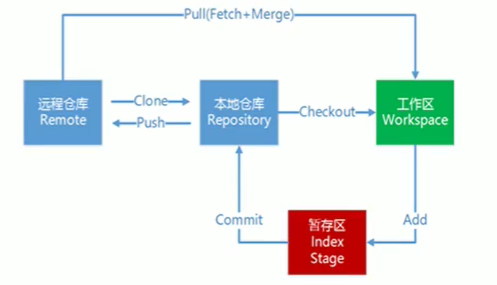 Pull(Fetch+Merge)
远程仓库
Remote
Clone
Push
本地仓库
Repository
Checkout
工作区
Workspace
Commit
暂存区
Index
Stage
Add